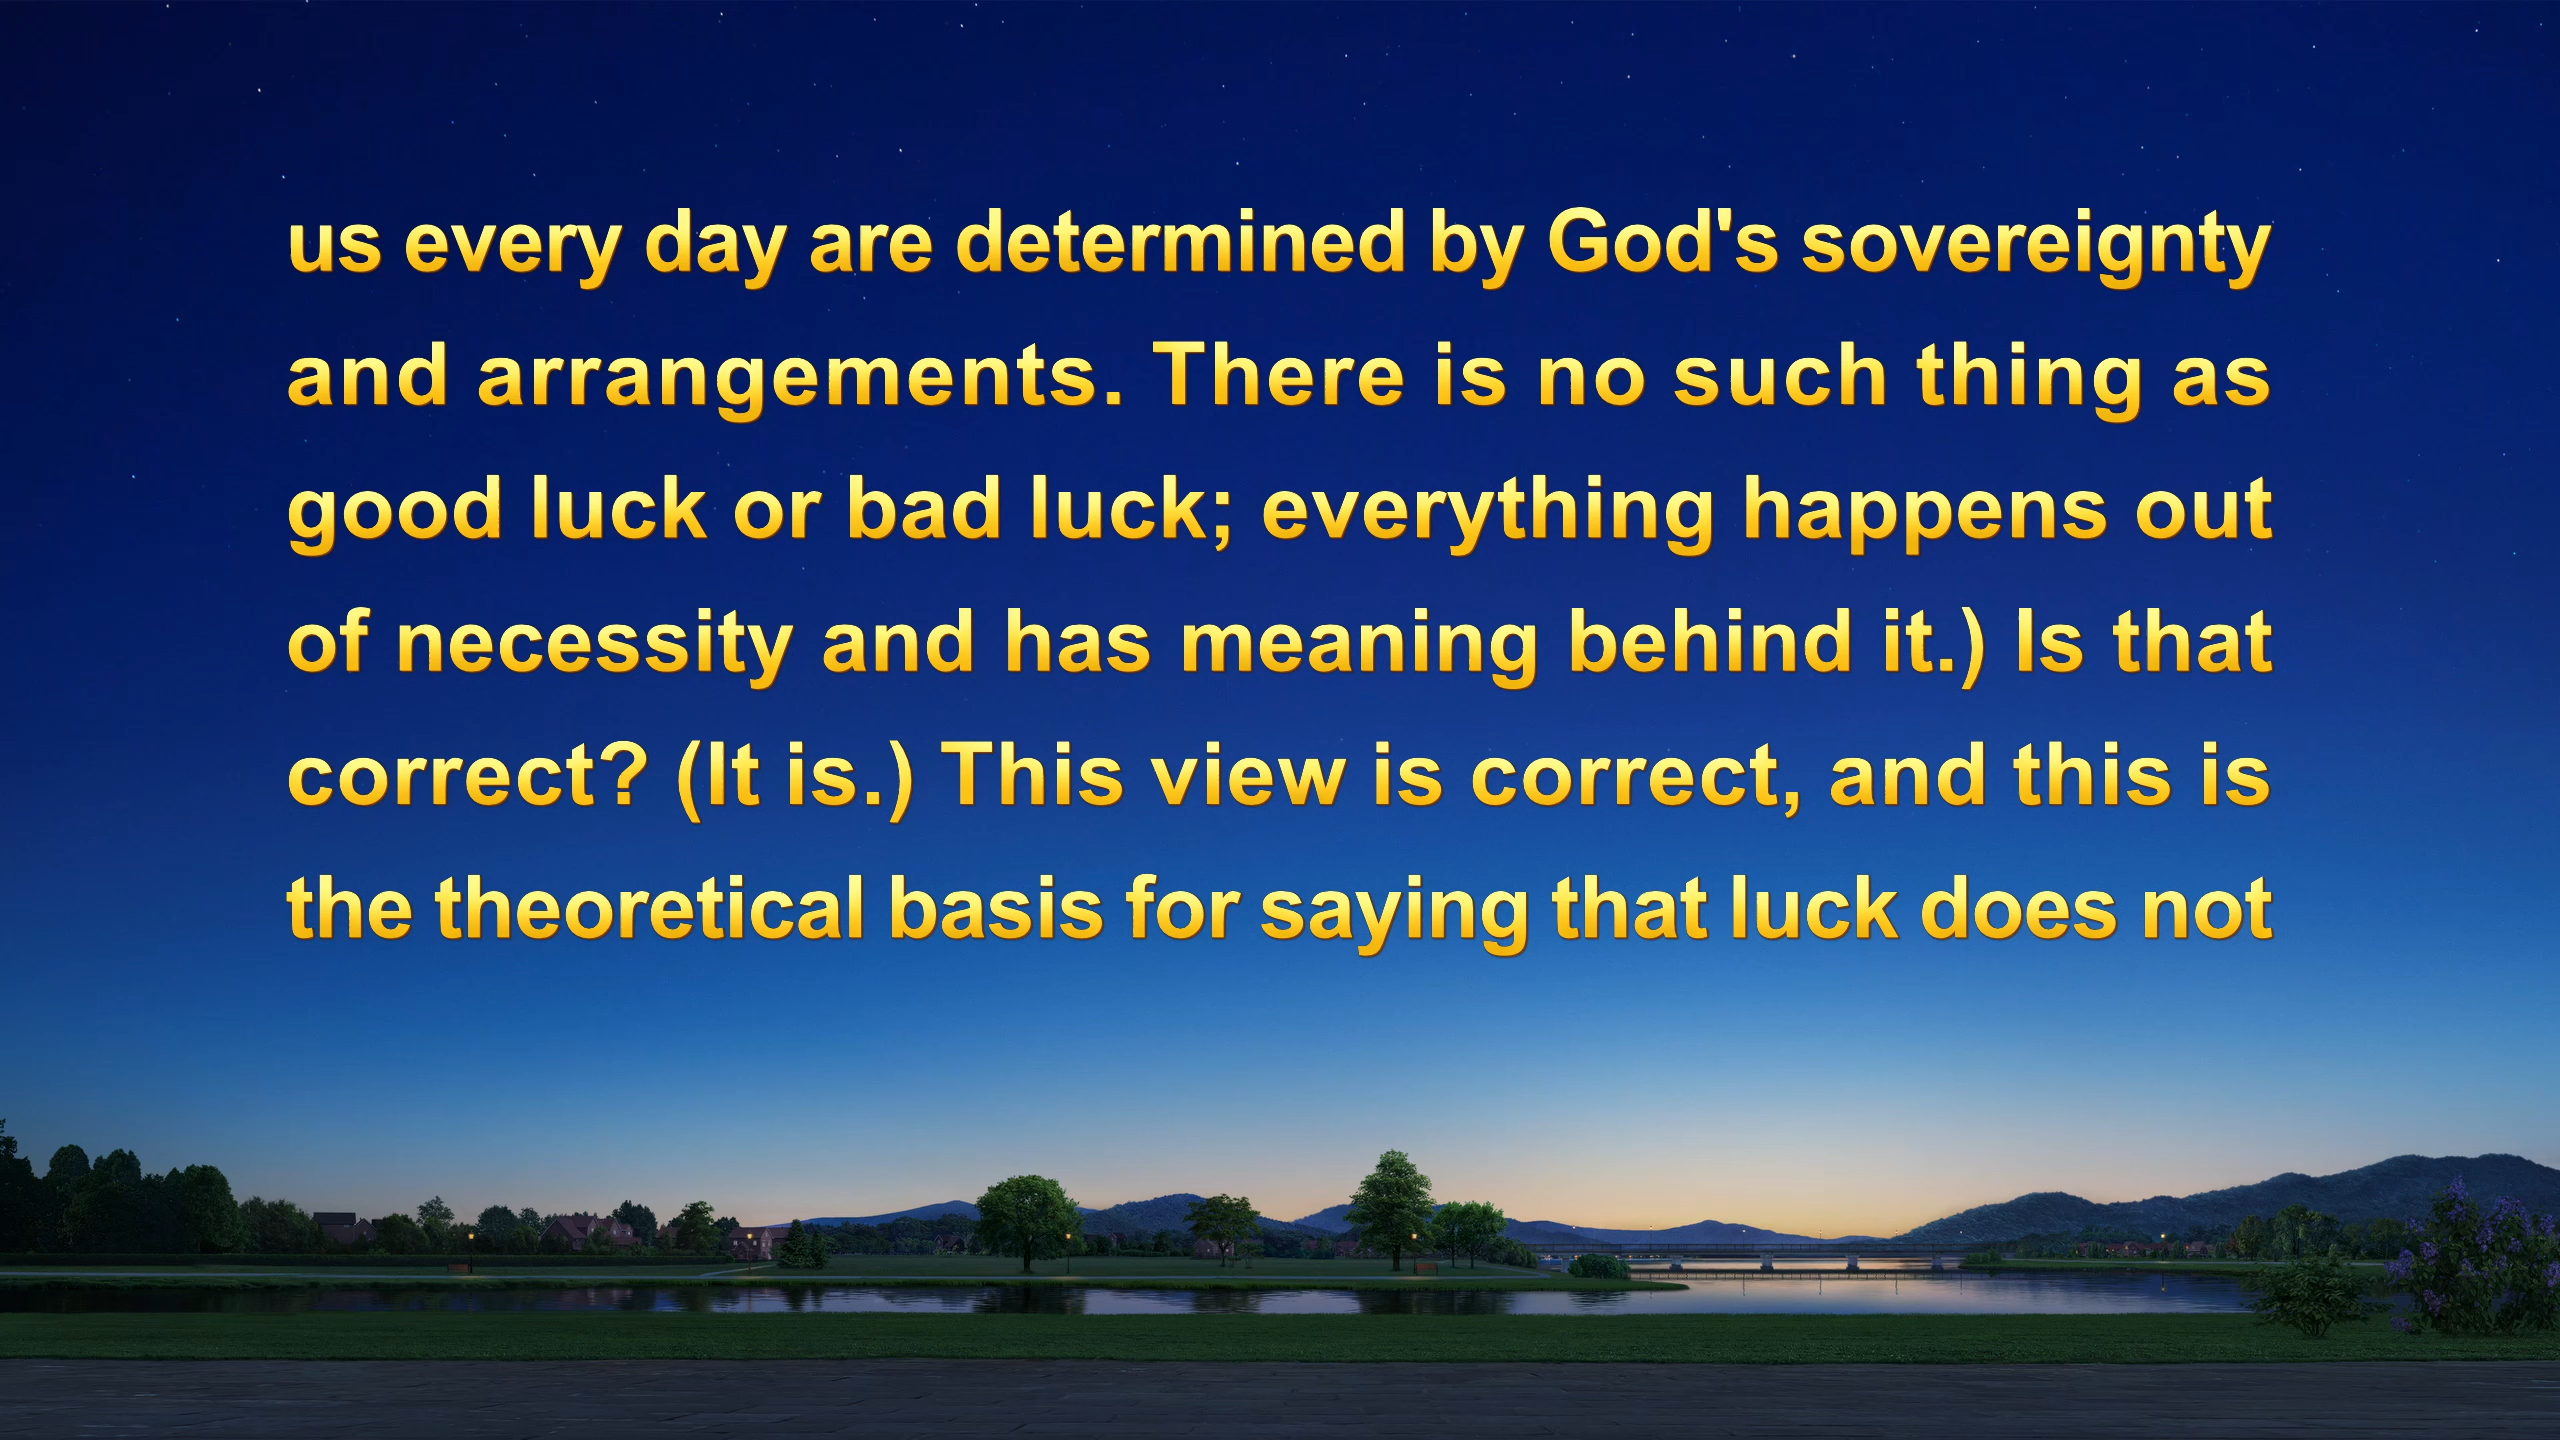 us every day are determined by God's sovereignty
and arrangements. There is no such thing as
good luck or bad luck; everything happens out
of necessity and has meaning behind it.) Is that
correct? (It is.) This view is correct, and this is
the theoretical basis for saying that luck does not